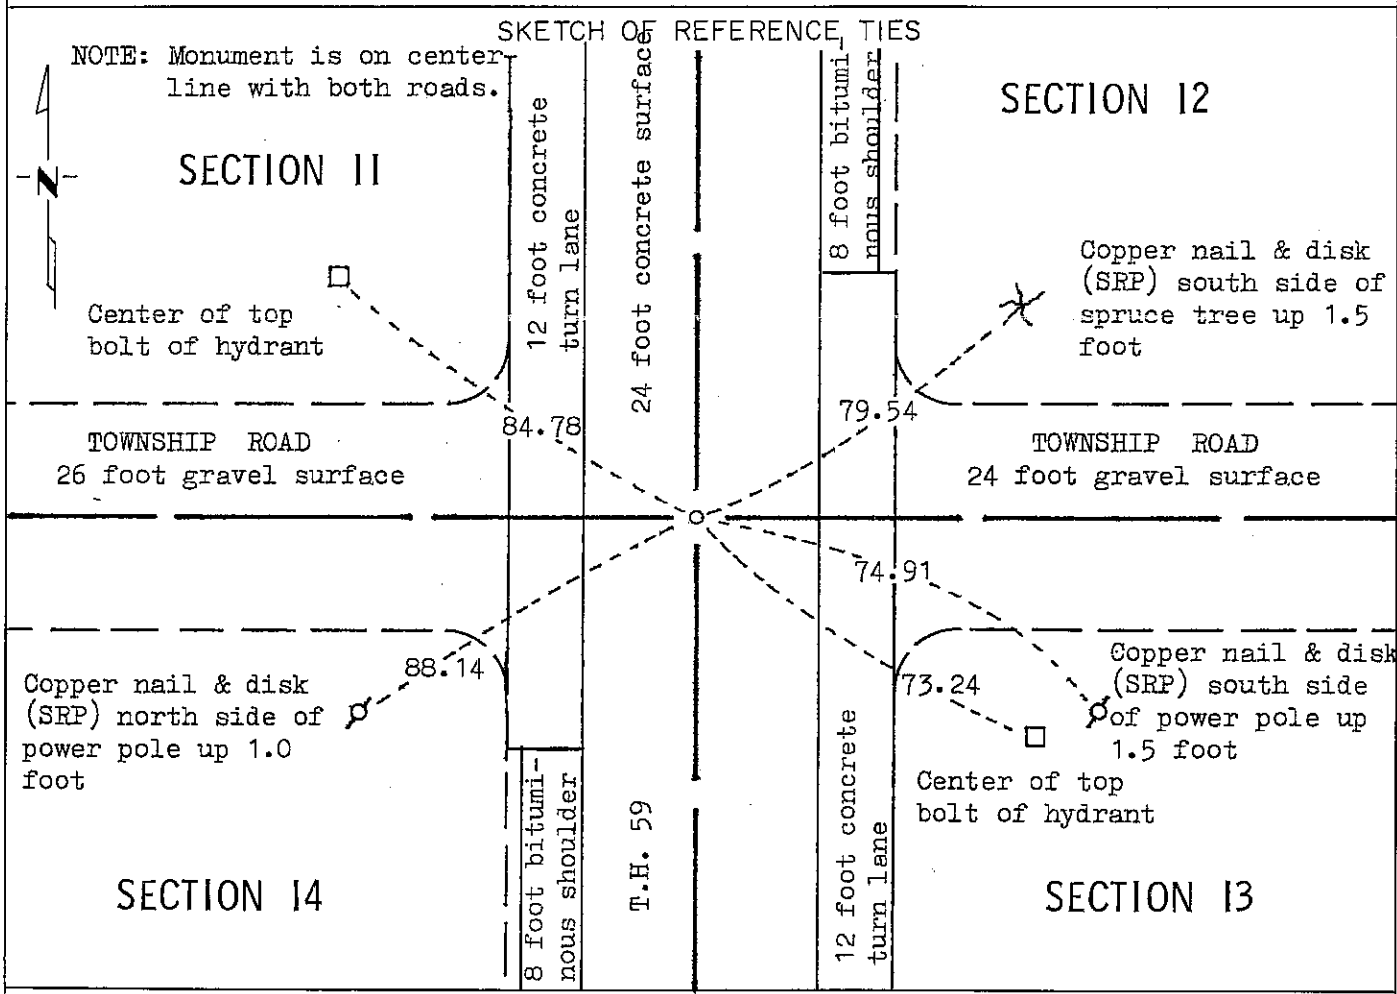 SKETCH OF REFERENCE TIES
NOTE: Monument is on center
line with both roads.
N
SECTION 11
SECTION 12
12 foot concrete
turn lane
24 foot concrete surface
8 foot bitumi-
nous shoulder
Center of top
bolt of hydrant
Copper nail & disk
(SRP) south side of
spruce tree up 1.5
foot
84.78
79.54
TOWNSHIP ROAD
26 foot gravel surface
TOWNSHIP ROAD
24 foot gravel surface
74.91
88.14
73.24
Copper nail & disk
(SRP) north side of
power pole up 1.0
foot
Copper nail & disk
(SRP) south side
of power pole up
1.5 foot
Center of top
bolt of hydrant
8 foot bitumi-
nous shoulder
T.H. 59
12 foot concrete
turn lane
SECTION 14
SECTION 13